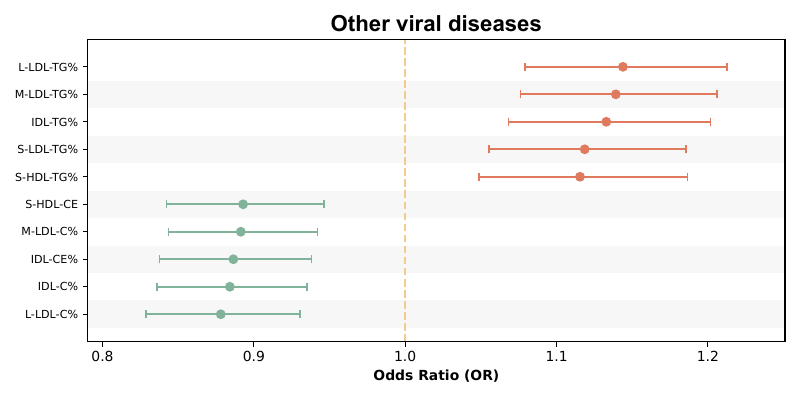 Other viral diseases
L-LDL-TG%
M-LDL-TG%
IDL-TG%
S-LDL-TG%
S-HDL-TG%
S-HDL-CE
M-LDL-C%
IDL-CE%
IDL-C%
L-LDL-C%
0.8 0.9 1.0 1.1 1.2
Odds Ratio (OR)